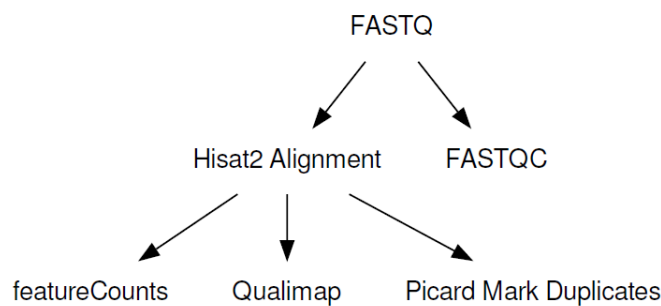 FASTQ
Hisat2 Alignment
FASTQC
featureCounts
Qualimap
Picard Mark Duplicates